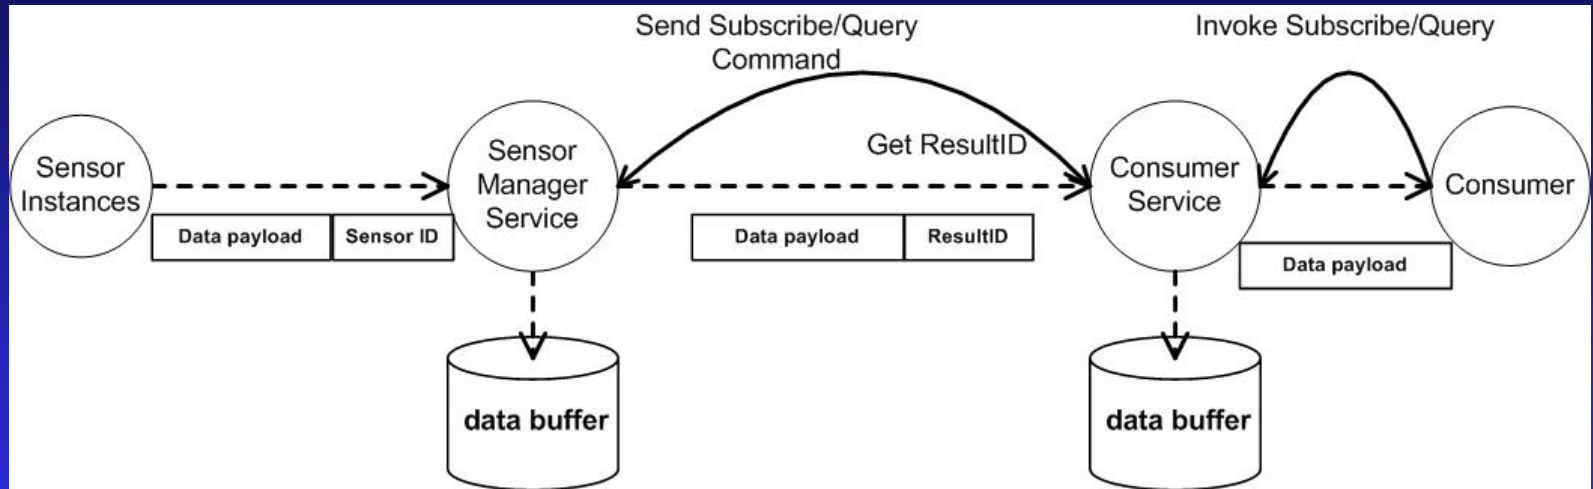 Send Subscribe/Query
Command
Invoke Subscribe/Query
Get ResultID
Sensor
Instances
Sensor
Manager
Service
Consumer
Service
Consumer
Data payload
Sensor ID
Data payload
ResultID
Data payload
data buffer
data buffer